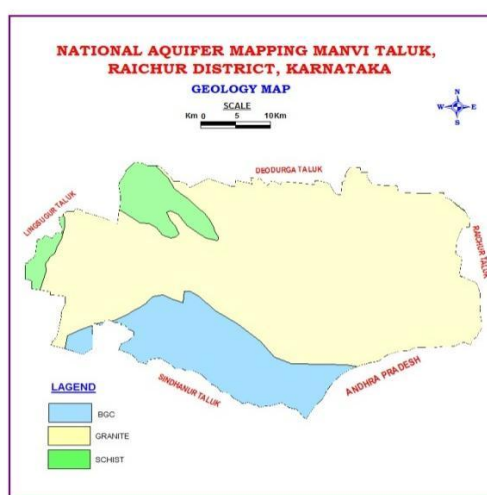 NATIONAL AQUIFER MAPPING MANVI TALUK,
RAICHUR DISTRICT, KARNATAKA
GEOLOGY MAP
SCALE
Km 0 5 10Km
N
W E
S
DEODURGA TALUK
LINGSUGUR TALUK
RAICHUR TALUK
ANDHRA PRADESH
SINDHANUR TALUK
LAGEND
BGC
GRANITE
SCHIST